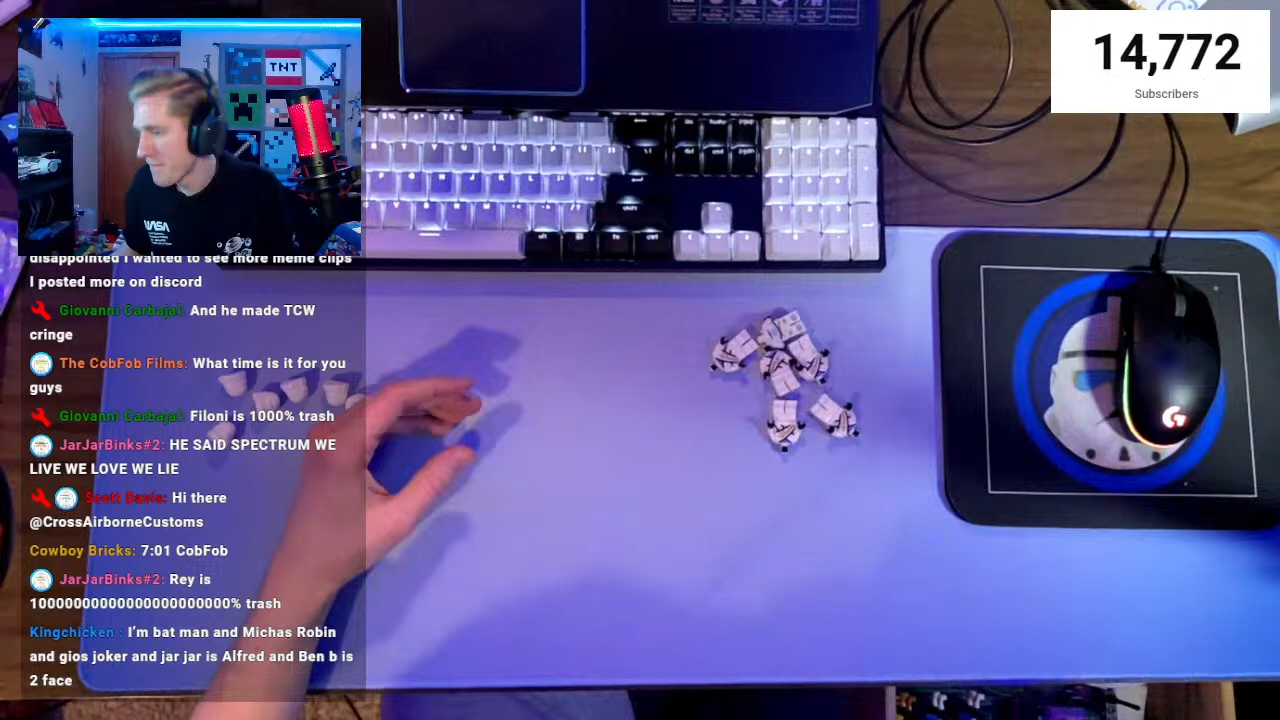 14,772
Subscribers
TNT
NASA
disappointed I wanted to see more meme clips
I posted more on discord
Giovanni Carbajal: And he made TCW
cringe
The CobFob Films: What time is it for you
guys
Giovanni Carbajal: Filoni is 1000% trash
JarJarBinks#2: HE SAID SPECTRUM WE
LIVE WE LOVE WE LIE
Scott Davis: Hi there
@CrossAirborneCustoms
Cowboy Bricks: 7:01 CobFob
JarJarBinks#2: Rey is
trash
Kingchicken : I'm bat man and Michas Robin
and gios joker and jar jar is Alfred and Ben b is
2 face